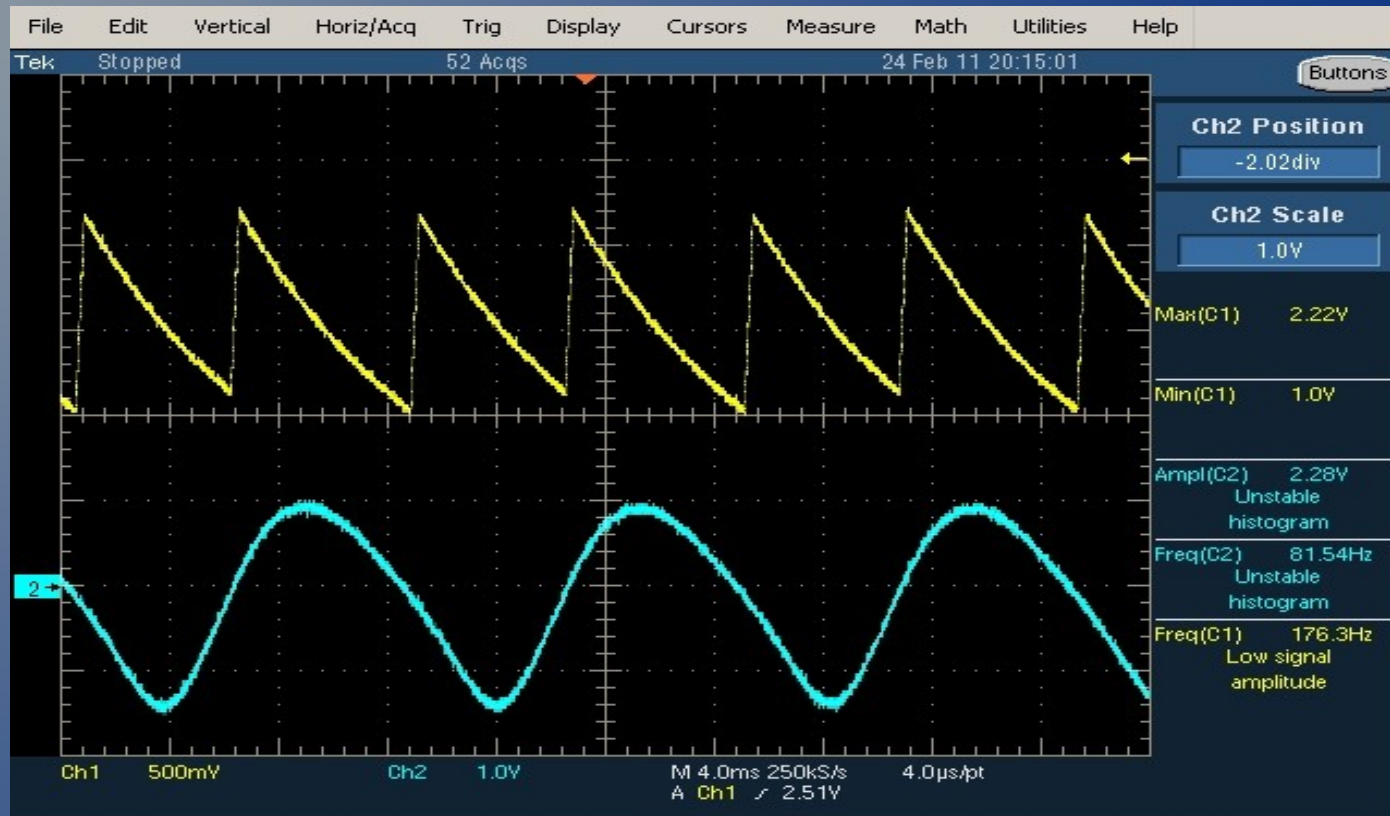 File Edit Vertical Horiz/Acq Trig Display Cursors Measure Math Utilities Help
Tek Stopped 52 Acqs 24 Feb 11 20:15:01
Buttons
Ch2 Position
-2.02div
Ch2 Scale
1.0V
Max(C1) 2.22V
Min(C1) 1.0V
Ampl(C2) 2.28V
Unstable
histogram
Freq(C2) 81.54Hz
Unstable
histogram
Freq(C1) 176.3Hz
Low signal
amplitude
2
Ch1 500mV Ch2 1.0V M 4.0ms 250kS/s 4.0µs/pt
A Ch1 / 2.51V